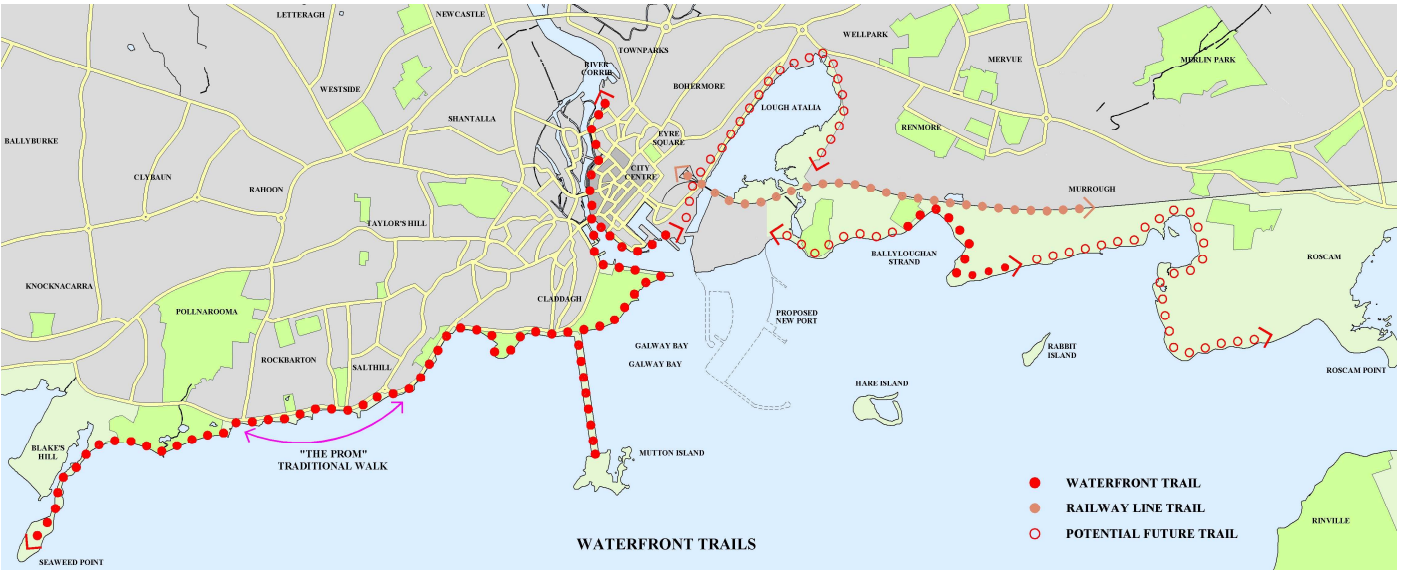 LETTERAGH
NEWCASTLE
TOWNPARKS
WELLPARK
MERVUE
MERLIN PARK
RIVER
CORRIB
BOHERMORE
WESTSIDE
LOUGH ATALIA
SHANTALLA
RENMORE
BALLYBURKE
EYRE
SQUARE
CLYBAUN
CITY
CENTRE
RAHOON
MURROUGH
TAYLOR'S HILL
BALLYLOUGHAN
STRAND
ROSCAM
KNOCKNACARRA
CLADDAGH
POLLNAROOMA
PROPOSED
NEW PORT
GALWAY BAY
GALWAY BAY
RABBIT
ISLAND
ROCKBARTON
SALTHILL
ROSCAM POINT
HARE ISLAND
BLAKE'S
HILL
"THE PROM"
TRADITIONAL WALK
MUTTON ISLAND
WATERFRONT TRAIL
RAILWAY LINE TRAIL
POTENTIAL FUTURE TRAIL
RINVILLE
WATERFRONT TRAILS
SEAWEED POINT